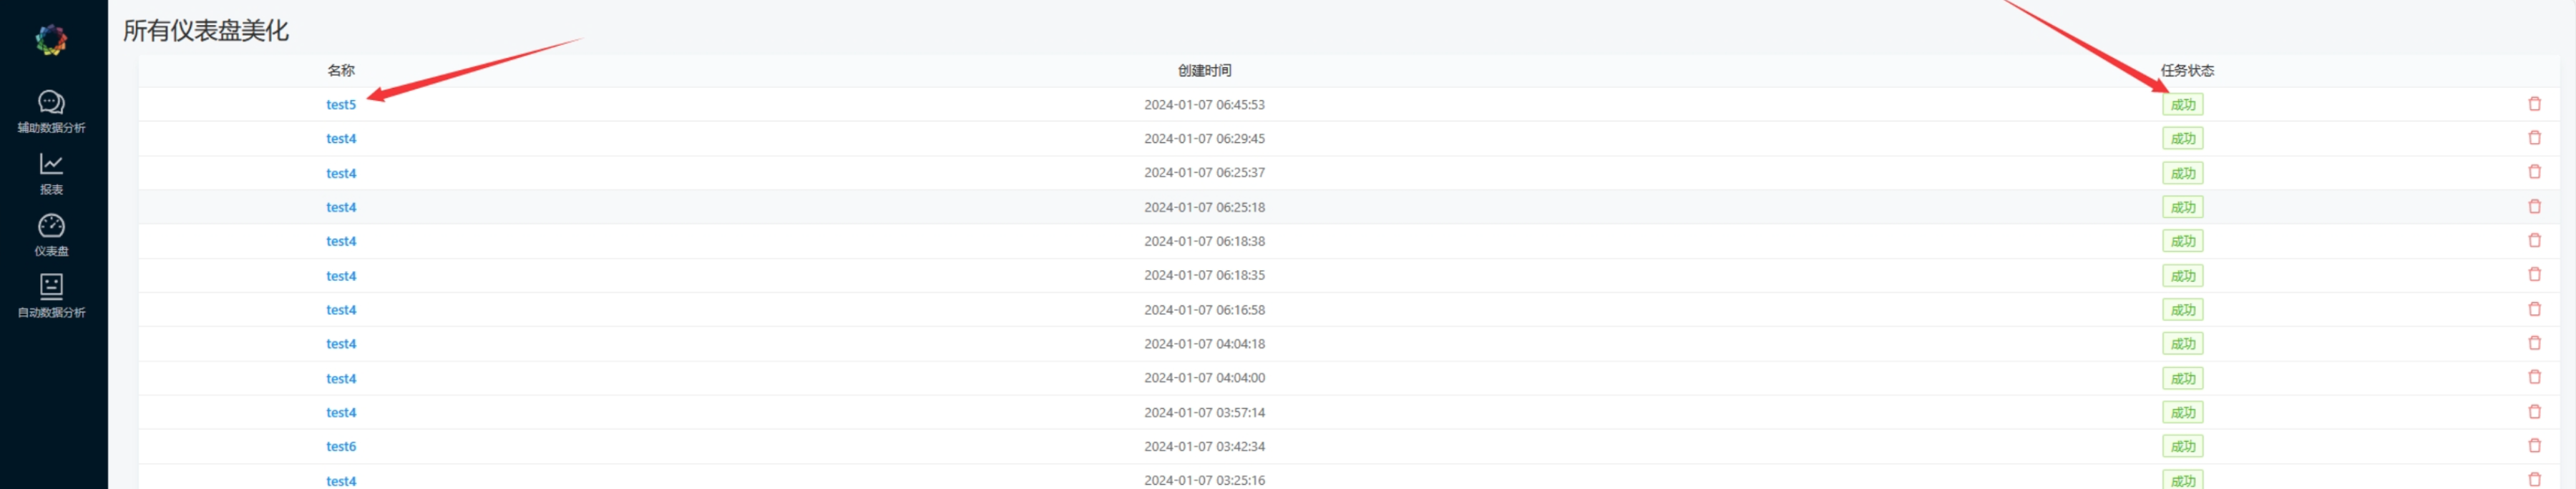 所有仪表盘美化
辅助数据分析
报表
仪表盘
自动数据分析
名称 创建时间 任务状态
test5 2024-01-07 06:45:53 成功
test4 2024-01-07 06:29:45 成功
test4 2024-01-07 06:25:37 成功
test4 2024-01-07 06:25:18 成功
test4 2024-01-07 06:18:38 成功
test4 2024-01-07 06:18:35 成功
test4 2024-01-07 06:16:58 成功
test4 2024-01-07 04:04:18 成功
test4 2024-01-07 04:04:00 成功
test4 2024-01-07 03:57:14 成功
test6 2024-01-07 03:42:34 成功
test4 2024-01-07 03:25:16 成功